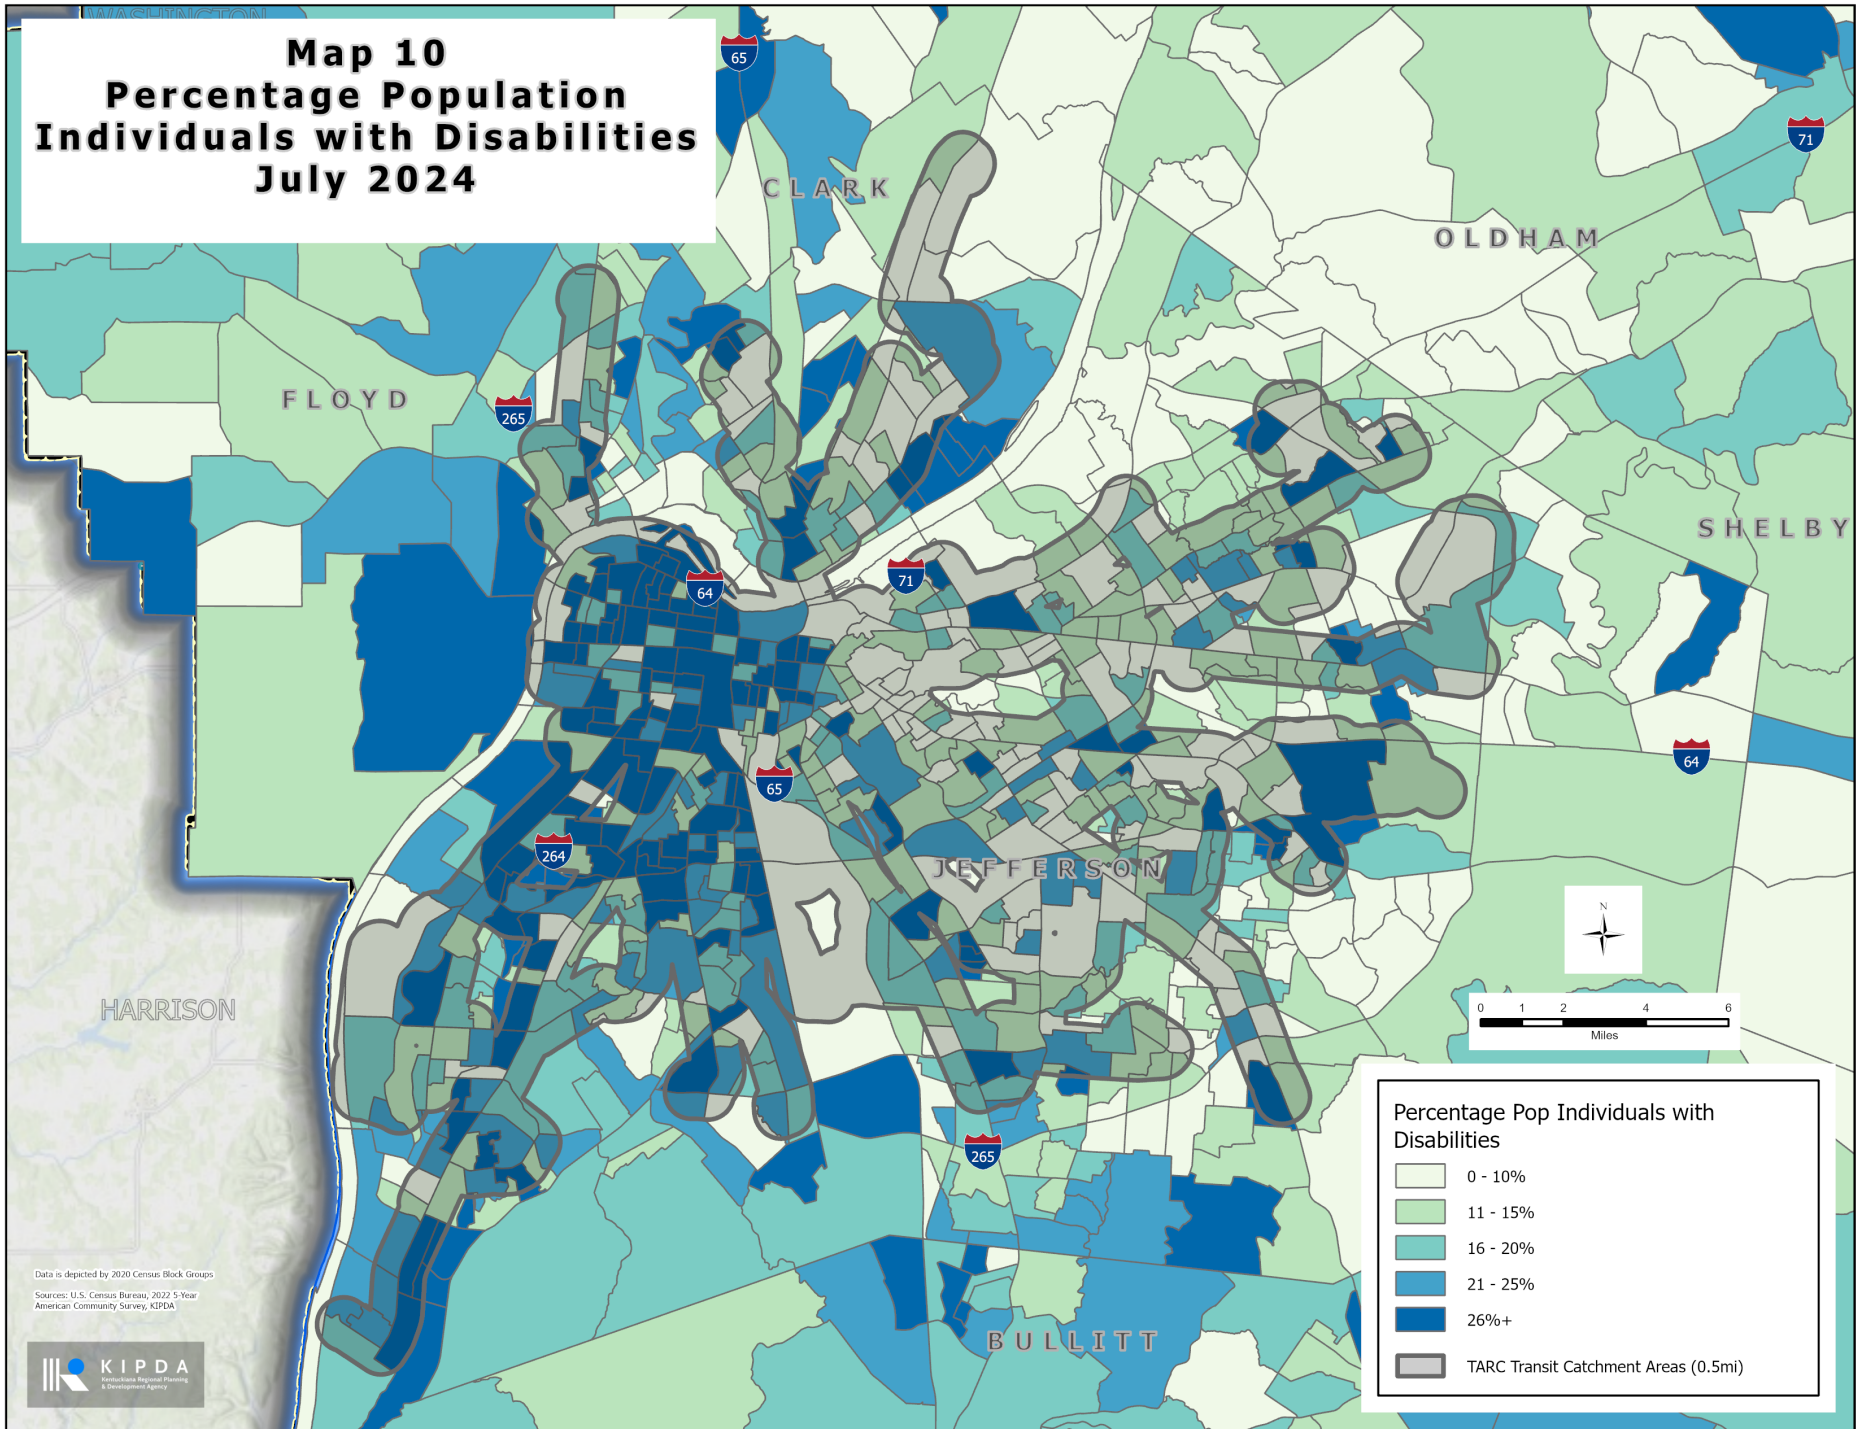 WASHINGTON
Map 10
Percentage Population
Individuals with Disabilities
July 2024
65
71
CLARK
OLDHAM
FLOYD
265
SHELBY
71
64
64
65
264
JEFFERSON
HARRISON
N
0 1 2 4 6
Miles
265
BULLITT
Percentage Pop Individuals with
Disabilities
0 - 10%
11 - 15%
16 - 20%
21 - 25%
26%+
TARC Transit Catchment Areas (0.5mi)
Data is depicted by 2020 Census Block Groups
Sources: U.S. Census Bureau, 2022 5-Year
American Community Survey, KIPDA
KIPDA
Kentuckiana Regional Planning
& Development Agency